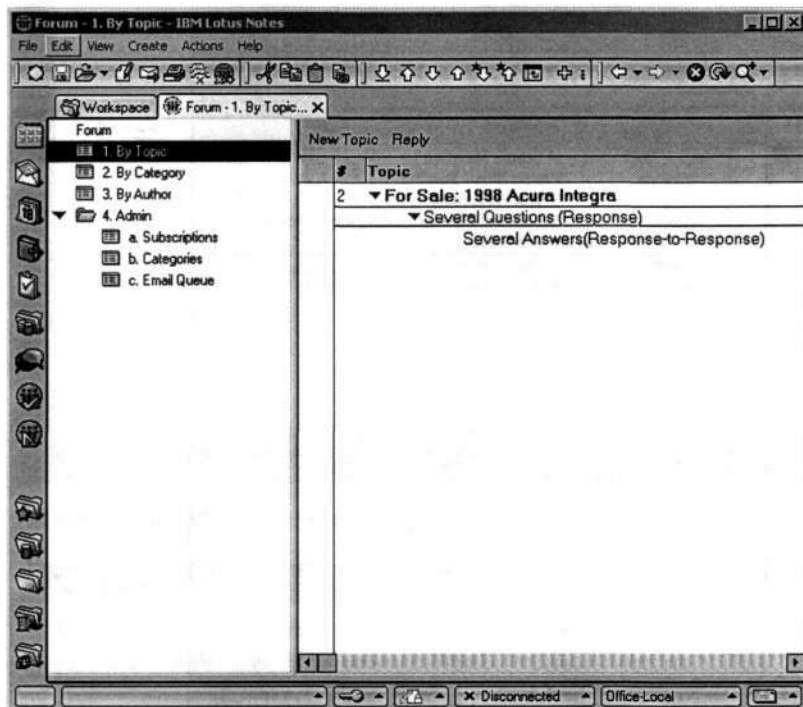 Forum - 1. By Topic - IBM Lotus Notes
File Edit View Create Actions Help
Workspace Forum - 1. By Topic...
Forum
1. By Topic
2. By Category
3. By Author
4. Admin
a. Subscriptions
b. Categories
c. Email Queue
New Topic Reply
# Topic
2 For Sale: 1998 Acura Integra
Several Questions (Response)
Several Answers(Response-to-Response)
Disconnected Office-Local